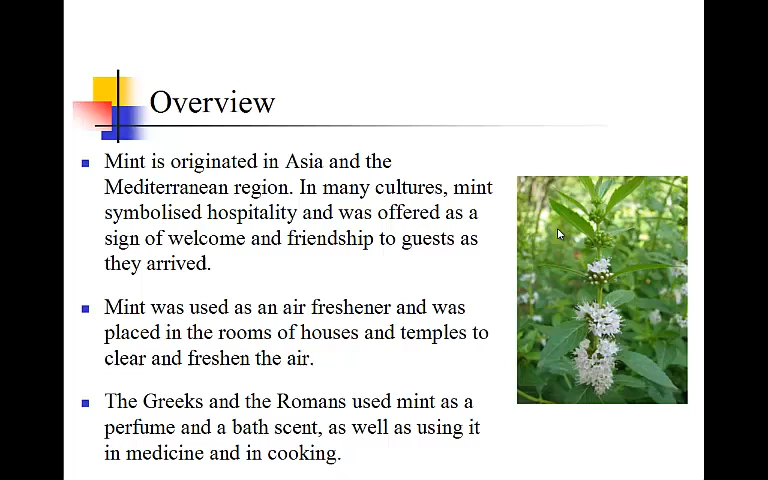 Overview
Mint is originated in Asia and the
Mediterranean region. In many cultures, mint
symbolised hospitality and was offered as a
sign of welcome and friendship to guests as
they arrived.
Mint was used as an air freshener and was
placed in the rooms of houses and temples to
clear and freshen the air.
The Greeks and the Romans used mint as a
perfume and a bath scent, as well as using it
in medicine and in cooking.